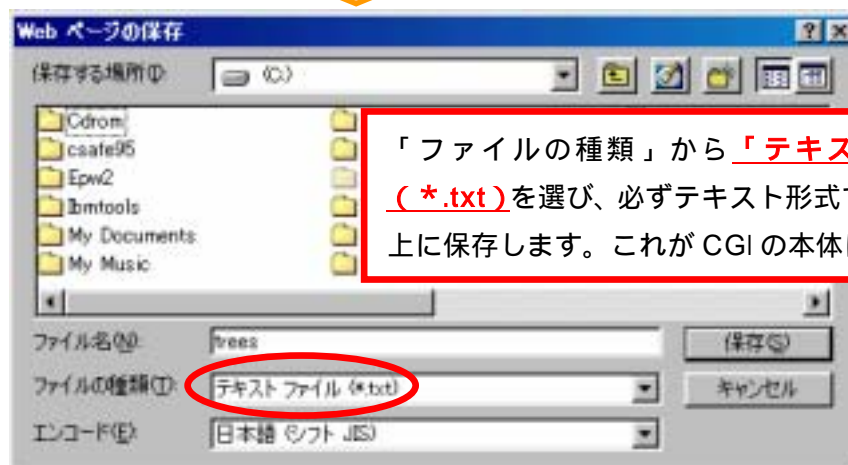 Web ページの保存
保存する場所(I):
(C:)
Cdrom
csafe95
Epw2
Ibmtools
My Documents
My Music
「ファイルの種類」から「テキス
（*.txt）を選び、必ずテキスト形式で
上に保存します。これが CGI の本体に
ファイル名(N):
trees
保存(S)
ファイルの種類(T):
テキスト ファイル (*.txt)
キャンセル
エンコード(E):
日本語 (シフト JIS)